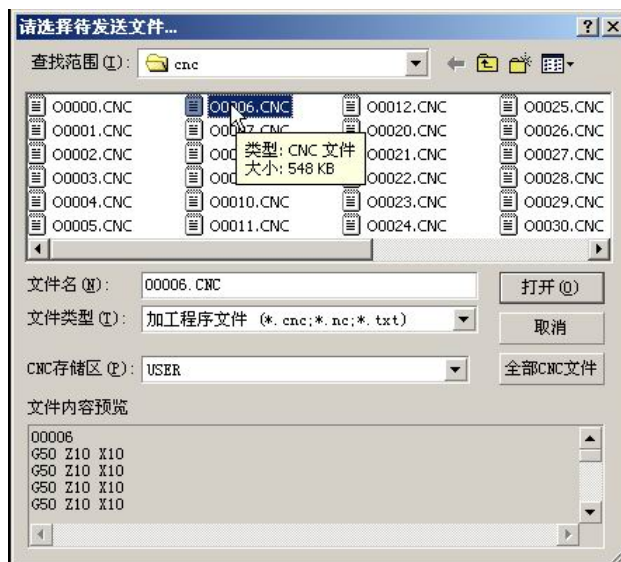 请选择待发送文件...
查找范围(I): cnc
O0000.CNC O0006.CNC O0012.CNC O0025.CNC
O0001.CNC O0020.CNC O0026.CNC
O0002.CNC O0021.CNC O0027.CNC
O0003.CNC O0022.CNC O0028.CNC
O0004.CNC O0010.CNC O0023.CNC O0029.CNC
O0005.CNC O0011.CNC O0024.CNC O0030.CNC
类型: CNC 文件
大小: 548 KB
文件名(N): O0006.CNC 打开(O)
文件类型(T): 加工程序文件 (*.cnc;*.nc;*.txt) 取消
CNC存储区(P): USER 全部CNC文件
文件内容预览
O0006
G50 Z10 X10
G50 Z10 X10
G50 Z10 X10
G50 Z10 X10